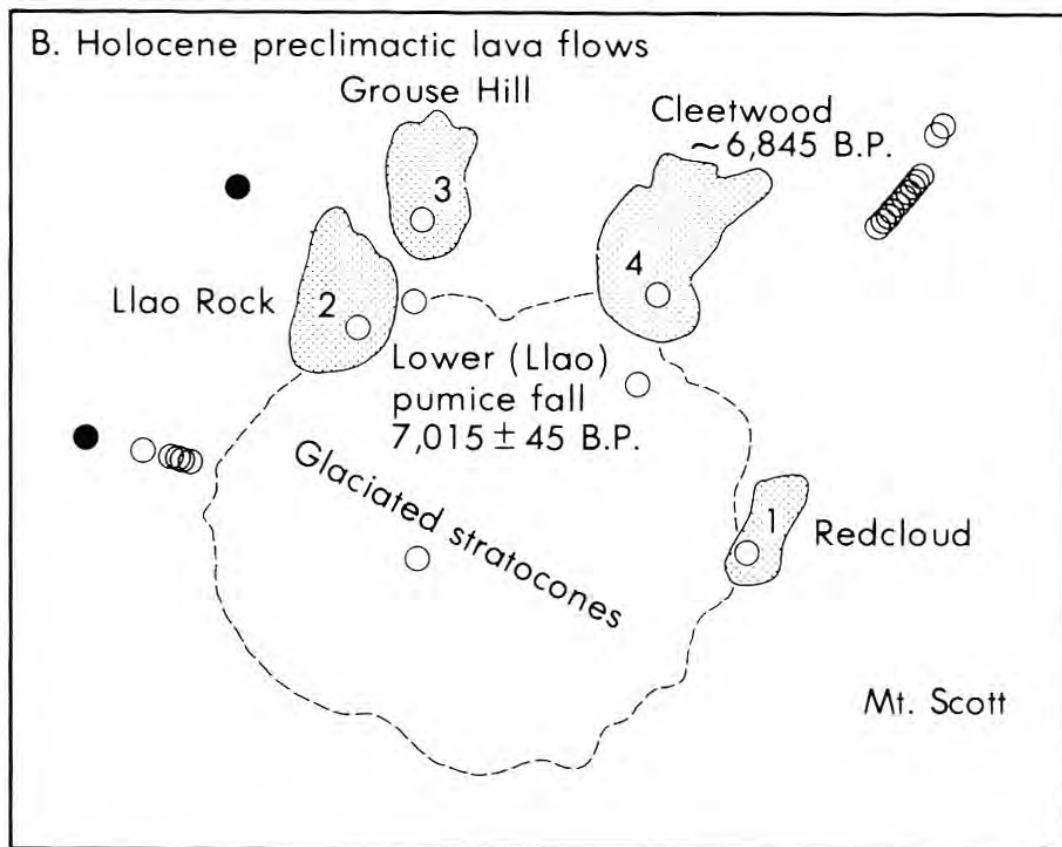 B. Holocene preclimactic lava flows
Grouse Hill
Cleetwood
~6,845 B.P.
3
4
Llao Rock
2
Lower (Llao)
pumice fall
7,015 ± 45 B.P.
Glaciated stratocones
1
Redcloud
Mt. Scott